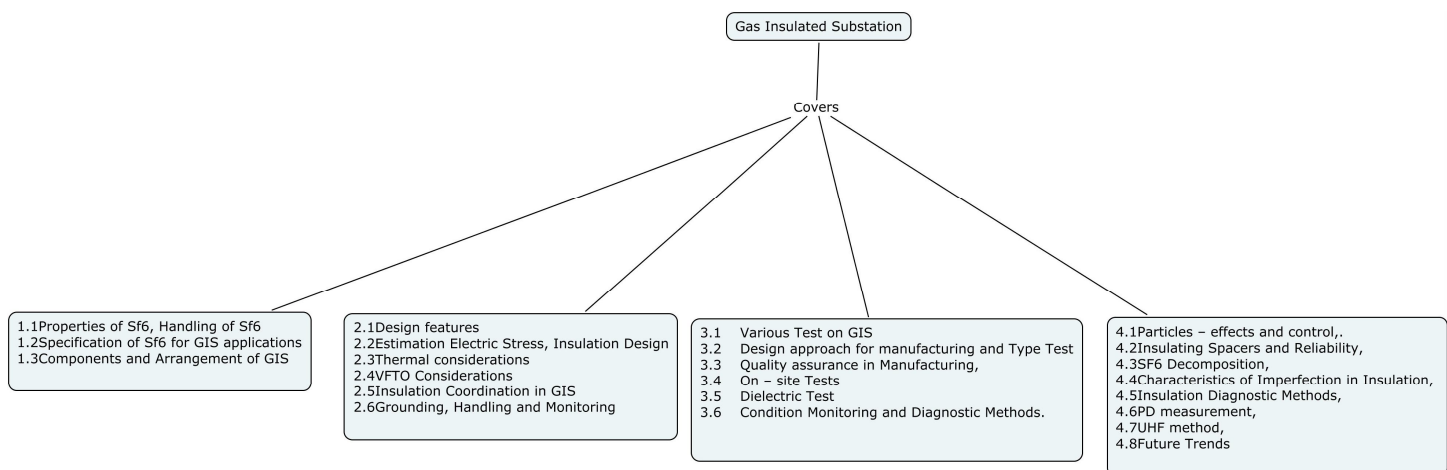 Gas Insulated Substation
Covers
1.1Properties of Sf6, Handling of Sf6
1.2Specification of Sf6 for GIS applications
1.3Components and Arrangement of GIS
2.1Design features
2.2Estimation Electric Stress, Insulation Design
2.3Thermal considerations
2.4VFTO Considerations
2.5Insulation Coordination in GIS
2.6Grounding, Handling and Monitoring
3.1 Various Test on GIS
3.2 Design approach for manufacturing and Type Test
3.3 Quality assurance in Manufacturing,
3.4 On – site Tests
3.5 Dielectric Test
3.6 Condition Monitoring and Diagnostic Methods.
4.1Particles – effects and control,.
4.2Insulating Spacers and Reliability,
4.3SF6 Decomposition,
4.4Characteristics of Imperfection in Insulation,
4.5Insulation Diagnostic Methods,
4.6PD measurement,
4.7UHF method,
4.8Future Trends